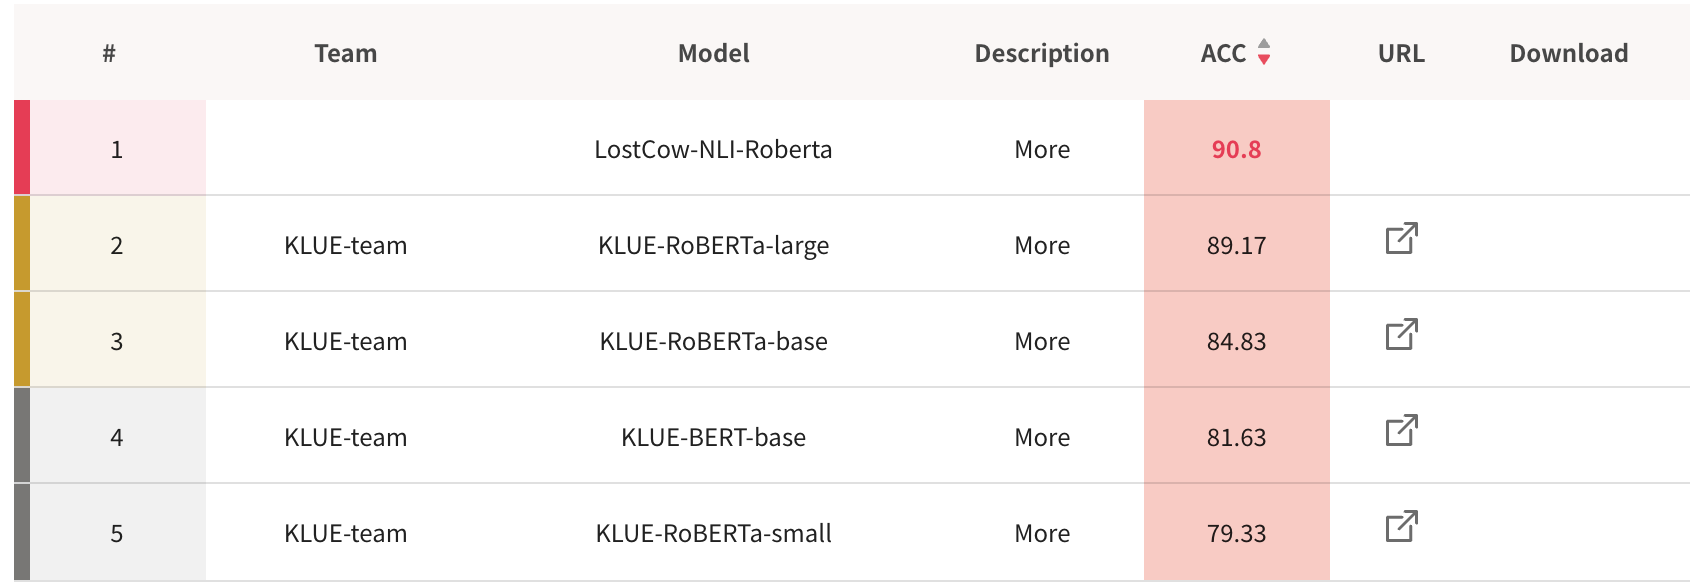 # Team Model Description ACC URL Download
1 LostCow-NLI-Roberta More 90.8
2 KLUE-team KLUE-RoBERTa-large More 89.17
3 KLUE-team KLUE-RoBERTa-base More 84.83
4 KLUE-team KLUE-BERT-base More 81.63
5 KLUE-team KLUE-RoBERTa-small More 79.33